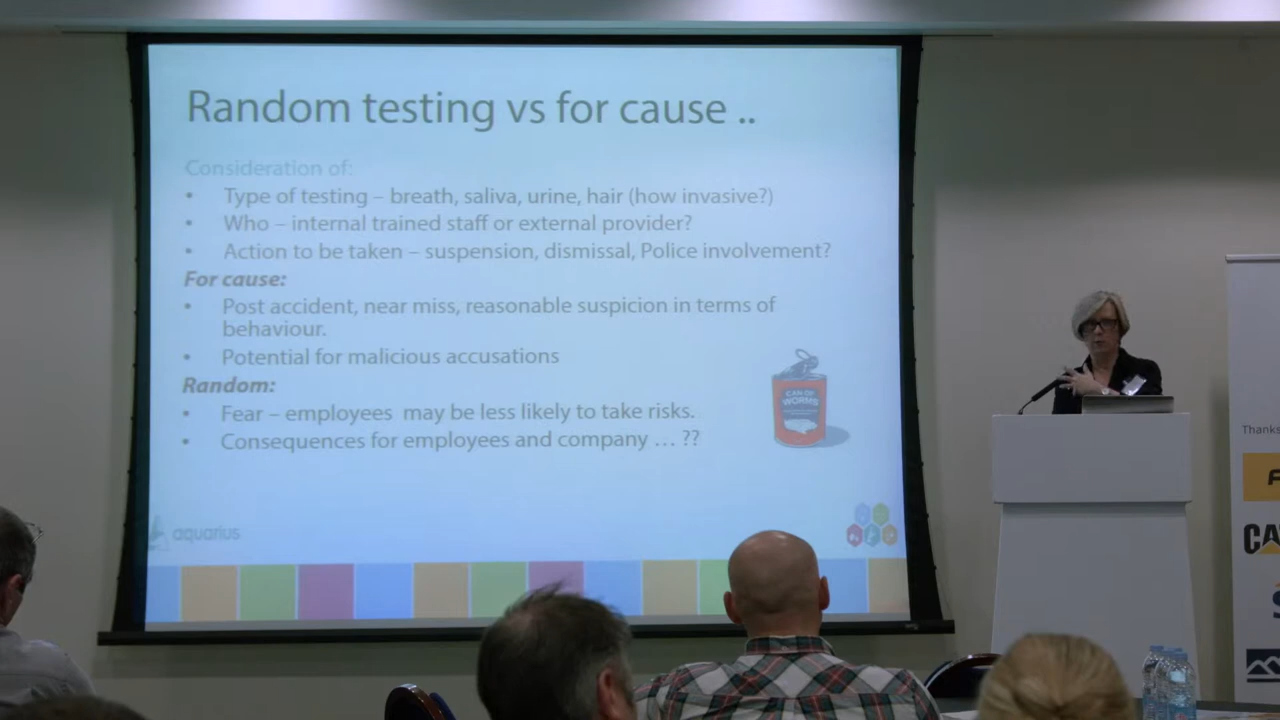 Random testing vs for cause ..
Consideration of:
• Type of testing – breath, saliva, urine, hair (how invasive?)
• Who – internal trained staff or external provider?
• Action to be taken – suspension, dismissal, Police involvement?
For cause:
• Post accident, near miss, reasonable suspicion in terms of
behaviour.
• Potential for malicious accusations
Random:
• Fear – employees may be less likely to take risks.
• Consequences for employees and company … ??
CAN OF
WORMS
aquarius
Thanks